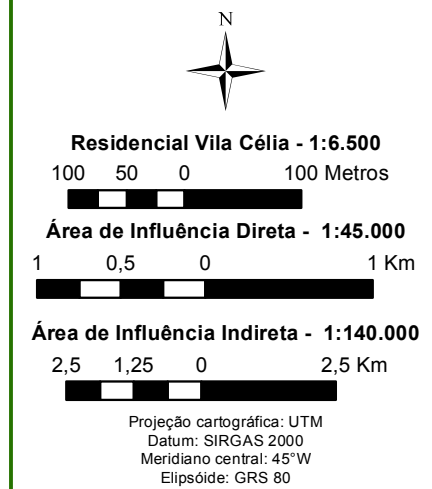 N
Residencial Vila Célia - 1:6.500
100 50 0 100 Metros
Área de Influência Direta - 1:45.000
1 0,5 0 1 Km
Área de Influência Indireta - 1:140.000
2,5 1,25 0 2,5 Km
Projeção cartográfica: UTM
Datum: SIRGAS 2000
Meridiano central: 45°W
Elipsóide: GRS 80